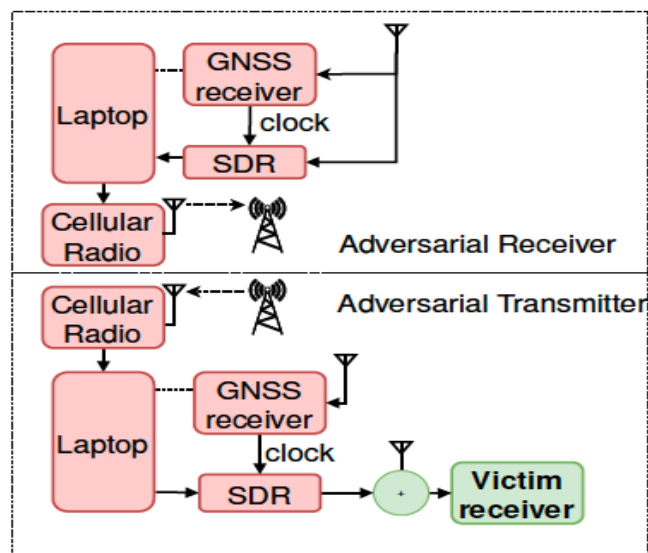 GNSS
receiver
Laptop
clock
SDR
Cellular
Radio
Adversarial Receiver
Cellular
Radio
Adversarial Transmitter
GNSS
receiver
Laptop
clock
SDR
+
Victim
receiver